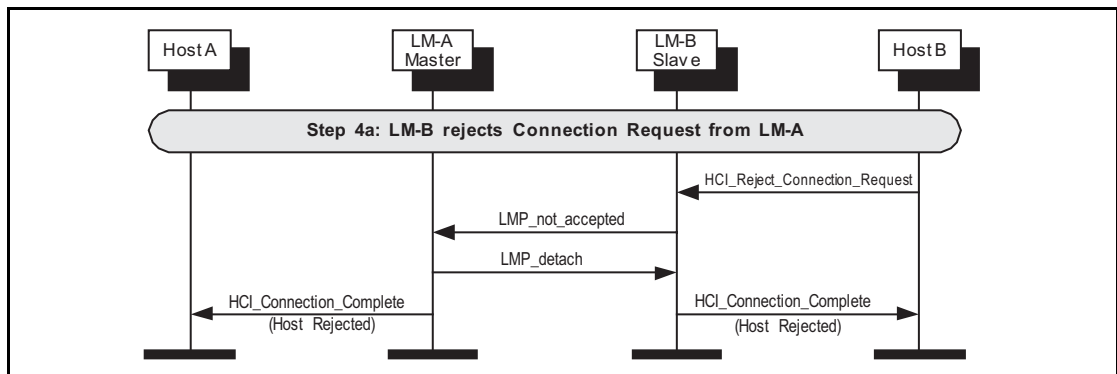 Host A
LM-A
Master
LM-B
Slave
Host B
Step 4a: LM-B rejects Connection Request from LM-A
HCI_Reject_Connection_Request
LMP_not_accepted
LMP_detach
HCI_Connection_Complete
(Host Rejected)
HCI_Connection_Complete
(Host Rejected)